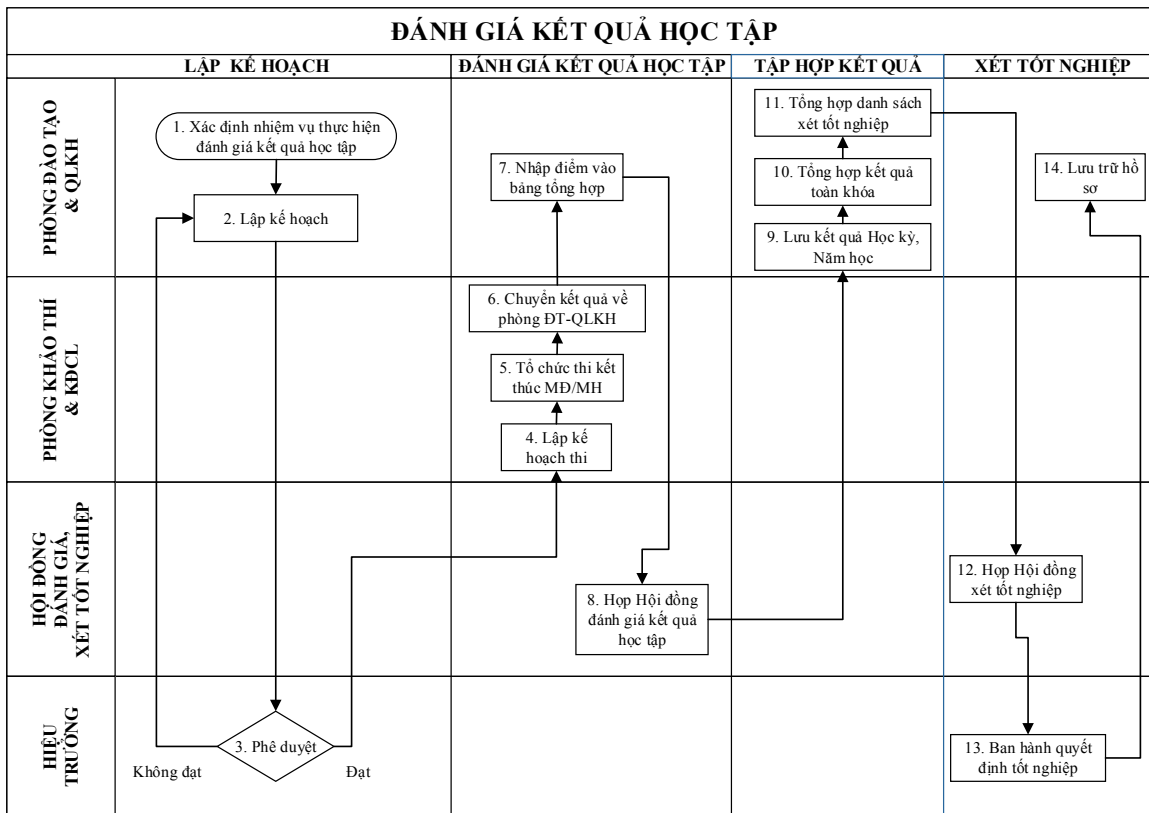 ĐÁNH GIÁ KẾT QUẢ HỌC TẬP
LẬP KẾ HOẠCH
ĐÁNH GIÁ KẾT QUẢ HỌC TẬP
TẬP HỢP KẾT QUẢ
XÉT TỐT NGHIỆP
PHÒNG ĐÀO TẠO
& QLKH
1. Xác định nhiệm vụ thực hiện
đánh giá kết quả học tập
2. Lập kế hoạch
7. Nhập điểm vào
bảng tổng hợp
11. Tổng hợp danh sách
xét tốt nghiệp
10. Tổng hợp kết quả
toàn khóa
9. Lưu kết quả Học kỳ,
Năm học
14. Lưu trữ hồ
sơ
PHÒNG KHẢO THÍ
& KĐCL
6. Chuyển kết quả về
phòng ĐT-QLKH
5. Tổ chức thi kết
thúc MĐ/MH
4. Lập kế
hoạch thi
HỘI ĐỒNG
ĐÁNH GIÁ,
XÉT TỐT NGHIỆP
8. Họp Hội đồng
đánh giá kết quả
học tập
12. Họp Hội đồng
xét tốt nghiệp
HIỆU
TRƯỞNG
3. Phê duyệt
Không đạt
Đạt
13. Ban hành quyết
định tốt nghiệp